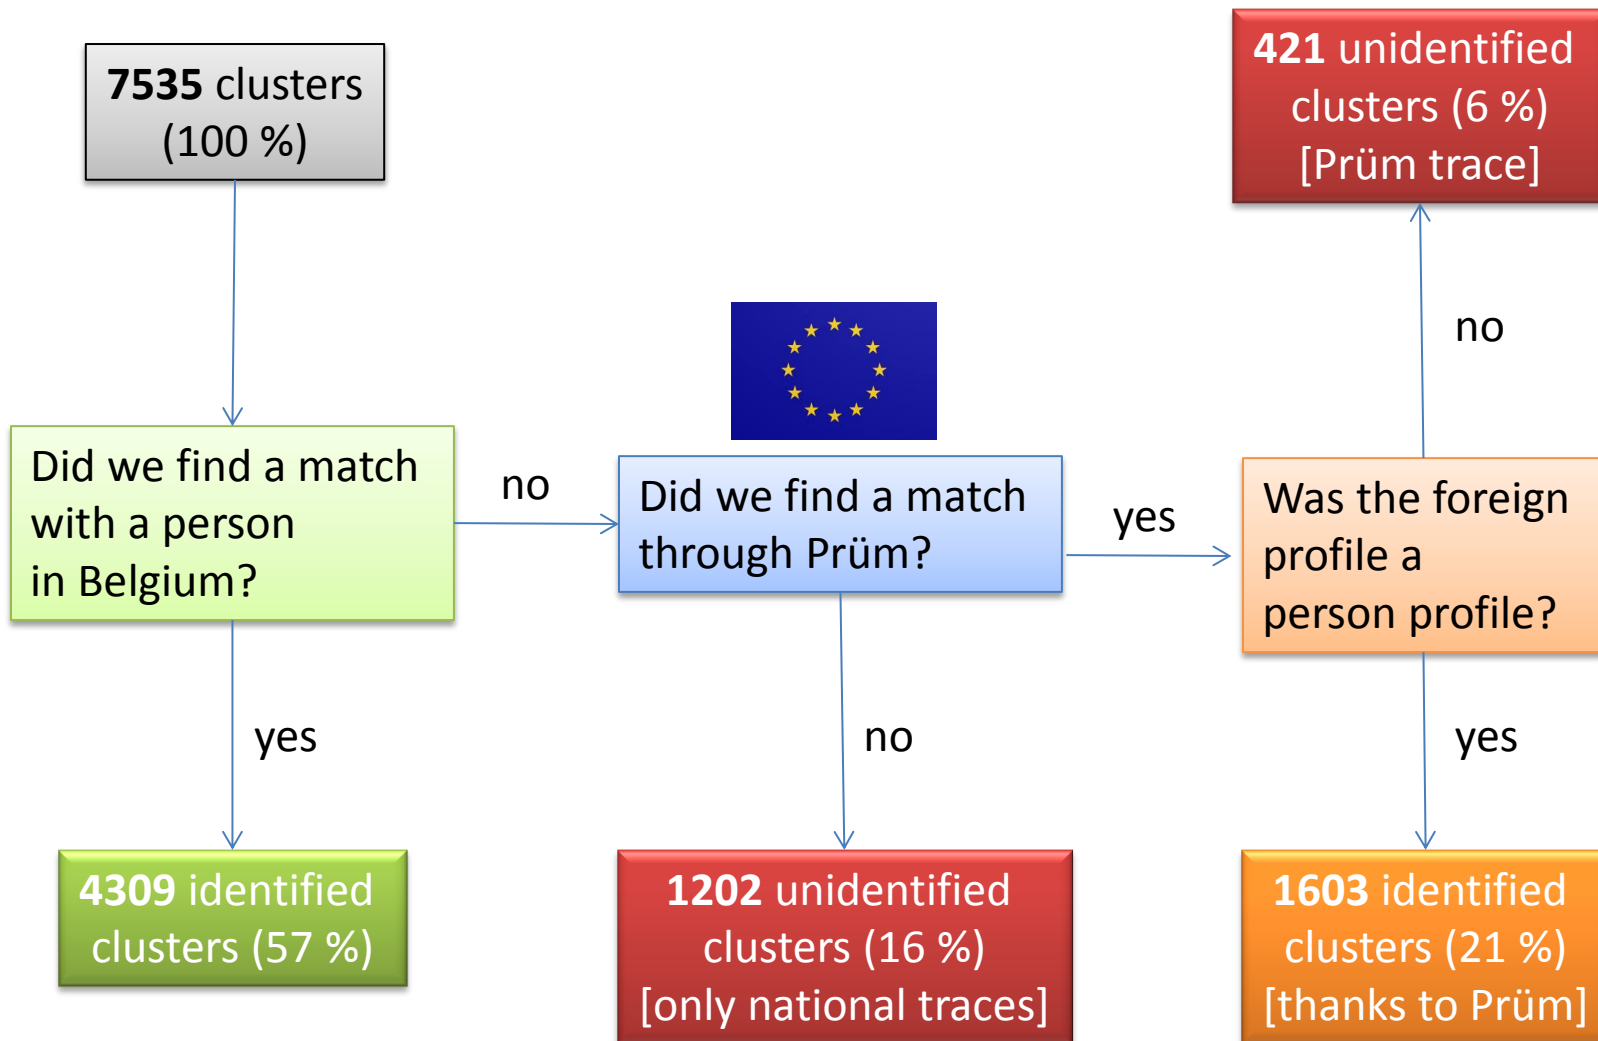 7535 clusters
(100 %)
421 unidentified
clusters (6 %)
[Prüm trace]
no
Did we find a match
with a person
in Belgium?
no
Did we find a match
through Prüm?
yes
Was the foreign
profile a
person profile?
yes
no
yes
4309 identified
clusters (57 %)
1202 unidentified
clusters (16 %)
[only national traces]
1603 identified
clusters (21 %)
[thanks to Prüm]